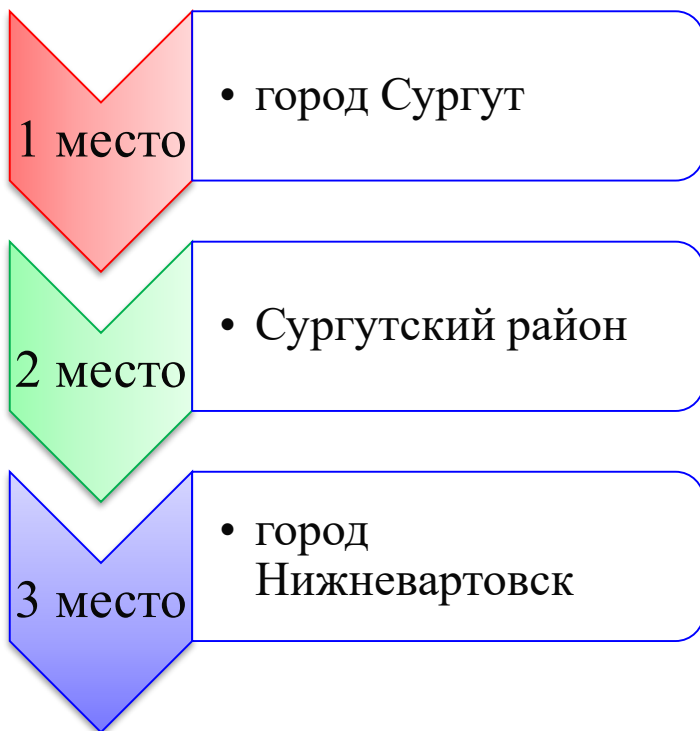 1 место
• город Сургут
2 место
• Сургутский район
3 место
• город
Нижневартовск